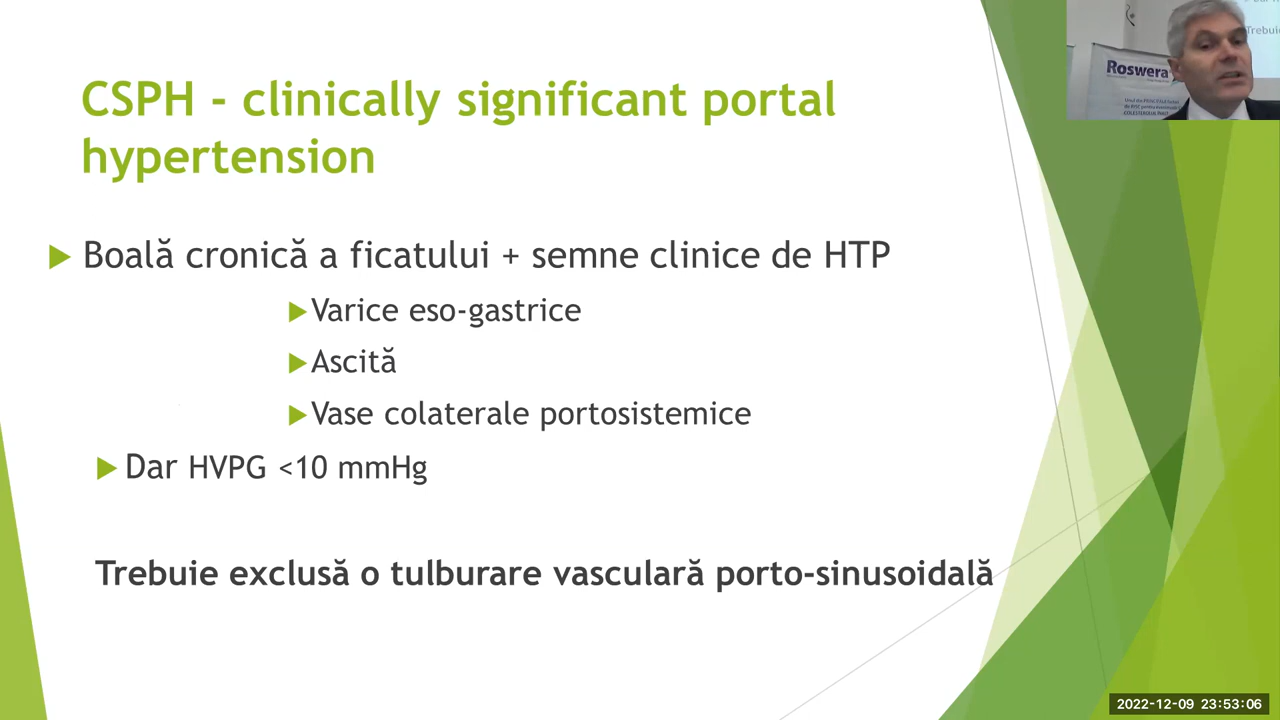 CSPH - clinically significant portal
hypertension
Boală cronică a ficatului + semne clinice de HTP
Varice eso-gastrice
Ascită
Vase colaterale portosistemice
Dar HVPG <10 mmHg
Trebuie exclusă o tulburare vasculară porto-sinusoidală
Roswera
Trebuie
2022-12-09 23:53:06